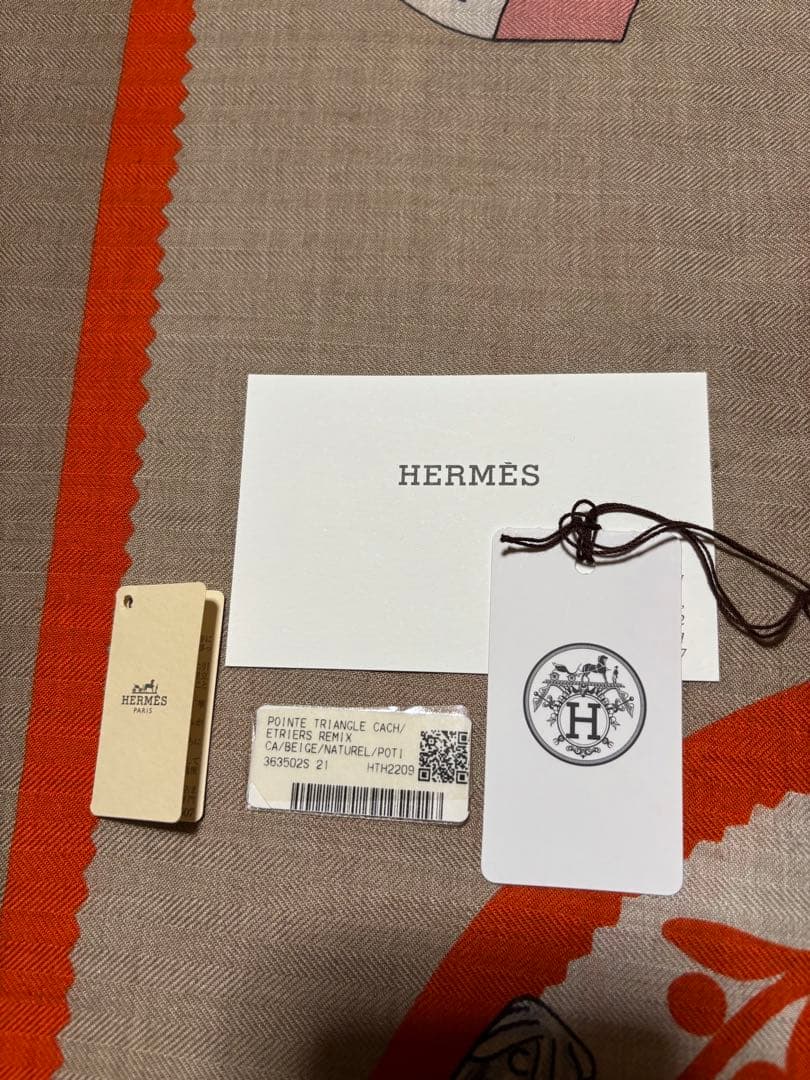 HERMÈS
HERMÈS
PARIS
POINTE TRIANGLE CACH/
ETRIERS REMIX
CA/BEIGE/NATUREL/POTI
363502S 21 HTH2209
H